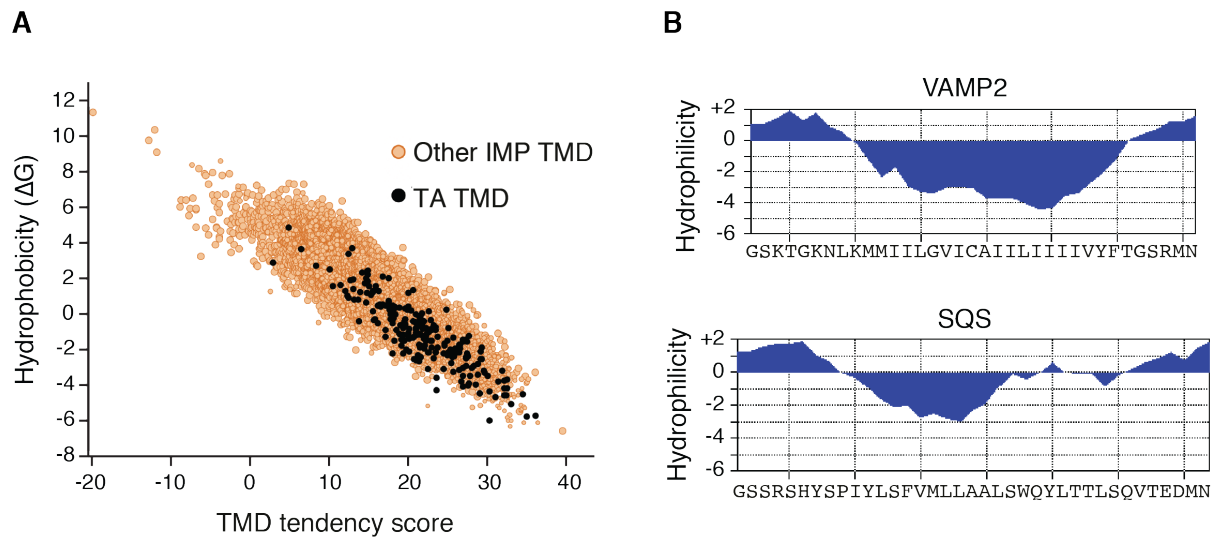 A
Hydrophobicity (ΔG)
12
10
8
6
4
2
0
-2
-4
-6
-8
Other IMP TMD
TA TMD
-20 -10 0 10 20 30 40
TMD tendency score
B
VAMP2
Hydrophilicity
+2
0
-2
-4
-6
GSKTGKNLKMMIILGVICAIILIIIIVYFTGSRMN
SQS
Hydrophilicity
+2
0
-2
-4
-6
GSSRSHYSPIYLSFVMLLAALSWQYLTTLSQVTEDMN